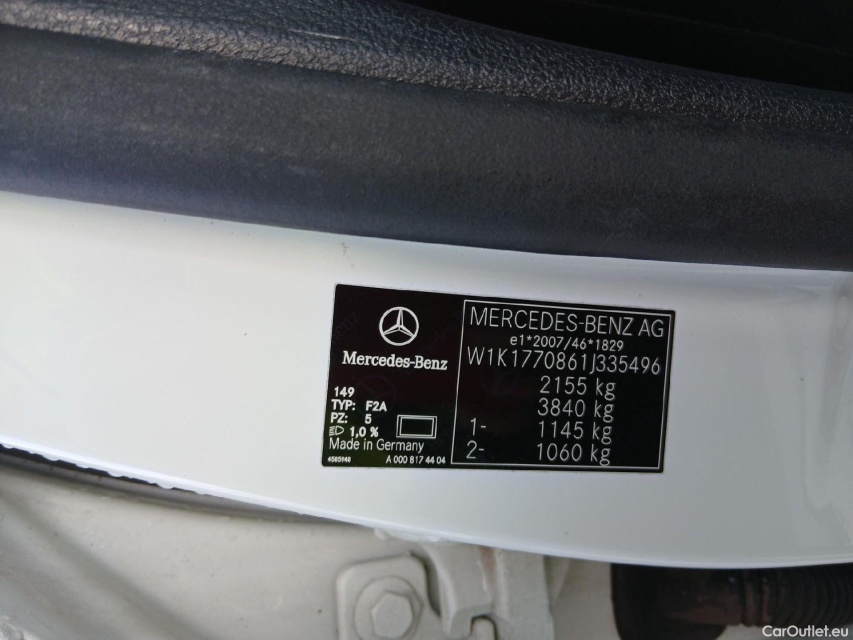 Mercedes-Benz
149
TYP: F2A
PZ: 5
1,0 %
Made in Germany
4585948 A 000 817 44 04
MERCEDES-BENZ AG
e1*2007/46*1829
W1K1770861J335496
2155 kg
3840 kg
1- 1145 kg
2- 1060 kg
CarOutlet.eu